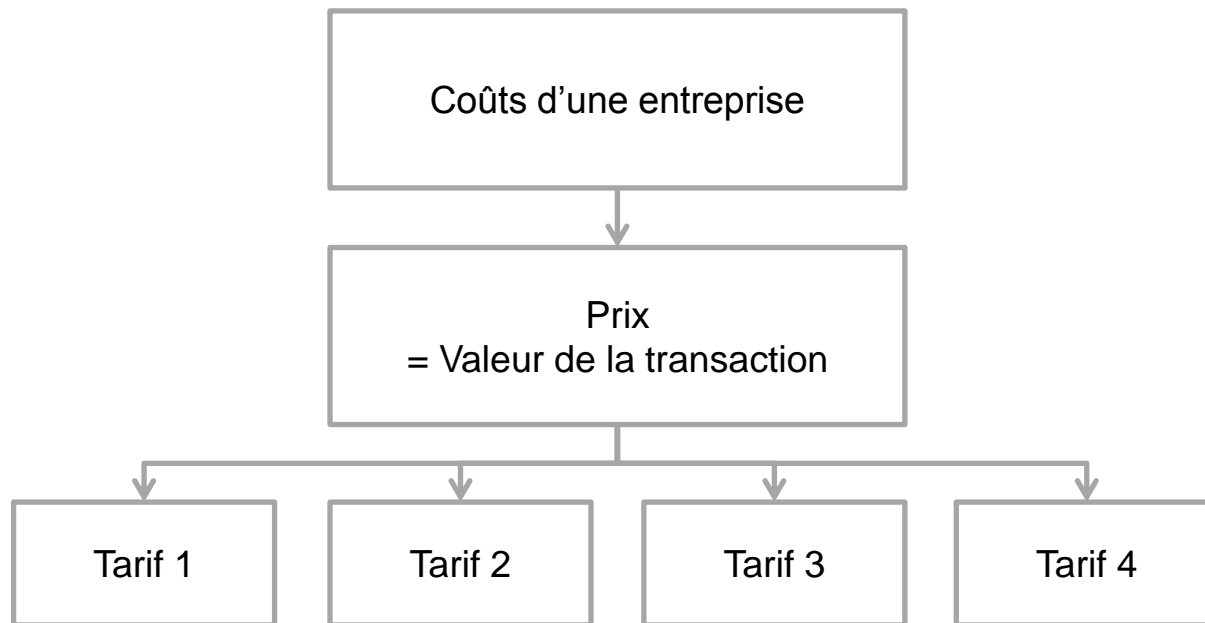 Coûts d’une entreprise
Prix
= Valeur de la transaction
Tarif 1
Tarif 2
Tarif 3
Tarif 4